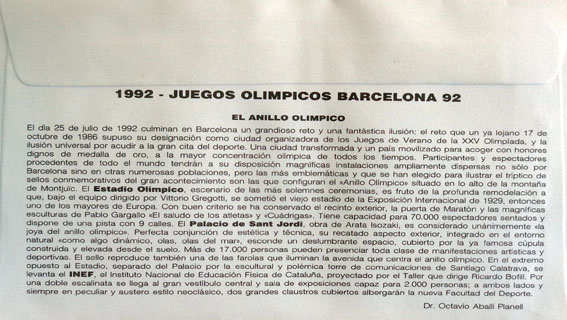 1992 - JUEGOS OLIMPICOS BARCELONA 92
EL ANILLO OLIMPICO
El día 25 de julio de 1992 culminan en Barcelona un grandioso reto y una fantástica ilusión: el reto que un ya lejano 17 de
octubre de 1986 supuso su designación como ciudad organizadora de los Juegos de Verano de la XXV Olimpíada, y la
ilusión universal por acudir a la gran cita del deporte. Una ciudad transformada y un país movilizado para acoger con honores
dignos de medalla de oro, a la mayor concentración olímpica de todos los tiempos. Participantes y espectadores
procedentes de todo el mundo tendrán a su disposición magníficas instalaciones ampliamente dispersas no sólo por
Barcelona sino en otras numerosas poblaciones, pero las más emblemáticas y que se han elegido para ilustrar el tríptico de
sellos conmemorativos del gran acontecimiento son las que configuran el «Anillo Olímpico» situado en lo alto de la montaña
de Montjuïc. El Estadio Olímpico, escenario de las más solemnes ceremonias, es fruto de la profunda remodelación a
que, bajo el equipo dirigido por Vittorio Gregotti, se sometió el viejo estadio de la Exposición Internacional de 1929, entonces
uno de los mayores de Europa. Con buen criterio se ha conservado el recinto exterior, la puerta de Maratón y las magníficas
esculturas de Pablo Gargallo «El saludo de los atletas» y «Cuádrigas». Tiene capacidad para 70.000 espectadores sentados y
dispone de una pista con 9 calles. El Palacio de Sant Jordi, obra de Arata Isozaki, es considerado unánimemente la
joya del anillo olímpico. Perfecta conjunción de estética y técnica, su recatado aspecto exterior, integrado en el entorno
natural «como algo dinámico, olas, olas del mar», esconde un deslumbrante espacio, cubierto por la ya famosa cúpula
construida y elevada desde el suelo. Más de 17.000 personas pueden presenciar toda clase de manifestaciones artísticas y
deportivas. El sello reproduce también una de las farolas que iluminan la avenida que centra el anillo olímpico. En el extremo
opuesto al Estadio, separado del Palacio por la escultural y polémica torre de comunicaciones de Santiago Calatrava, se
levanta el INEF, el Instituto Nacional de Educación Física de Cataluña, proyectado por el Taller que dirige Ricardo Bofill. Por
una doble escalinata se llega al gran vestíbulo central y sala de exposiciones capaz para 2.000 personas; a ambos lados y
siempre en peculiar y austero estilo neoclásico, dos grandes claustros cubiertos albergarán la nueva Facultad del Deporte.
Dr. Octavio Aballí Planell